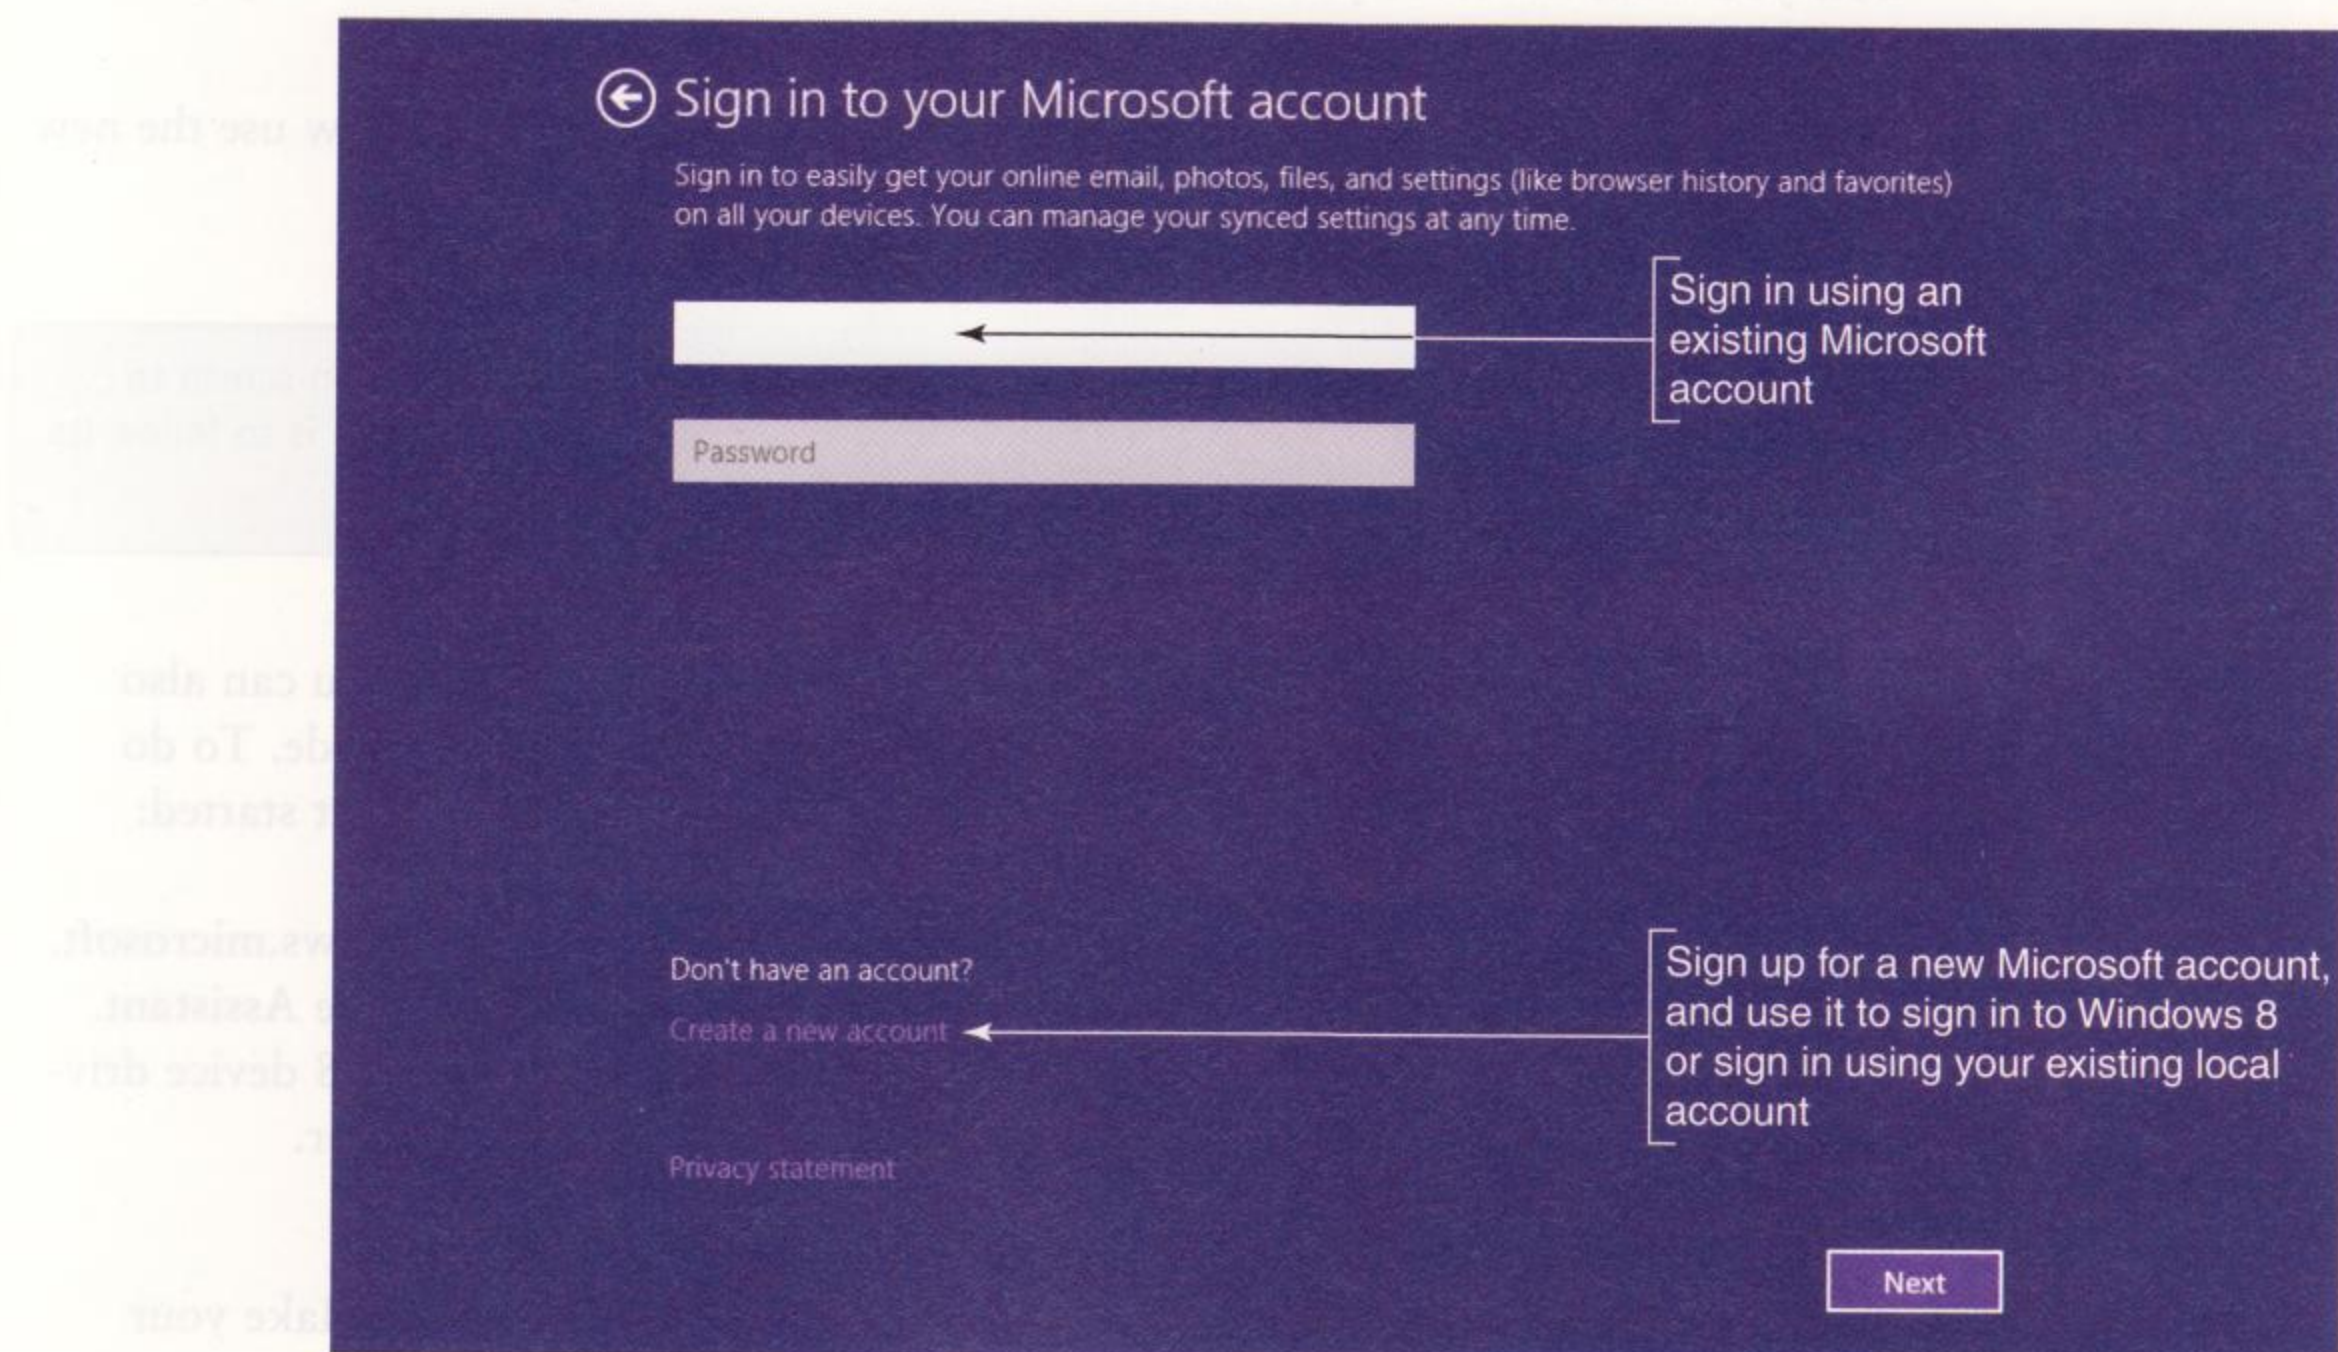 Sign in to your Microsoft account
Sign in to easily get your online email, photos, files, and settings (like browser history and favorites)
on all your devices. You can manage your synced settings at any time.
Sign in using an
existing Microsoft
account
Password
Don't have an account?
Create a new account
Sign up for a new Microsoft account,
and use it to sign in to Windows 8
or sign in using your existing local
account
Privacy statement
Next